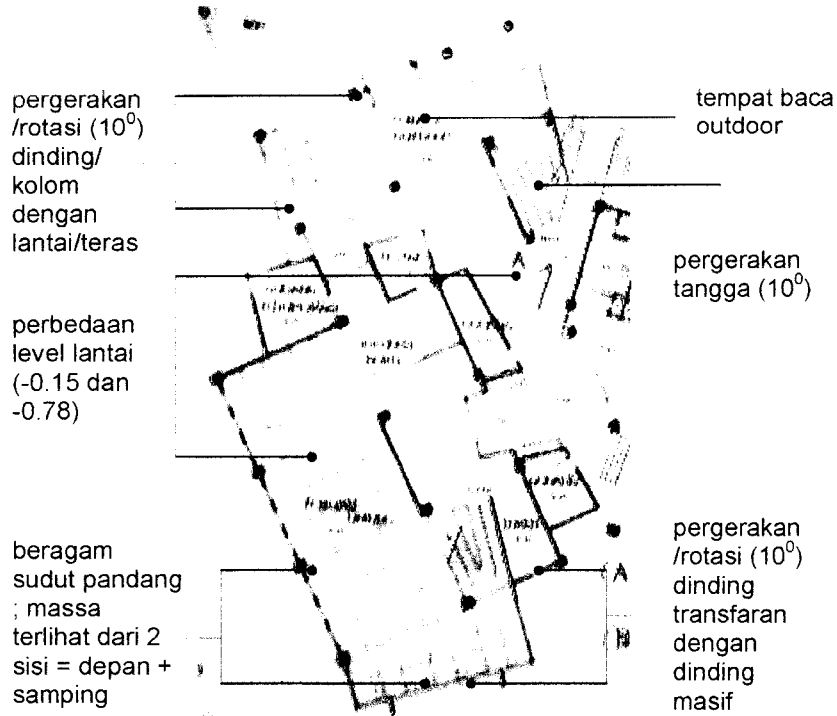 pergerakan
/rotasi (10⁰)
dinding/
kolom
dengan
lantai/teras
perbedaan
level lantai
(-0.15 dan
-0.78)
beragam
sudut pandang
; massa
terlihat dari 2
sisi = depan +
samping
tempat baca
outdoor
pergerakan
tangga (10⁰)
pergerakan
/rotasi (10⁰)
dinding
transfaran
dengan
dinding
masif
A
A